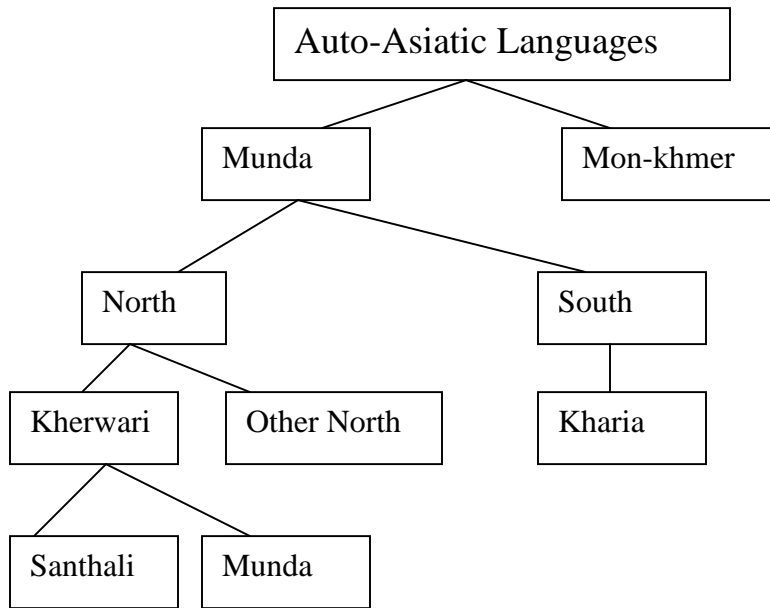 Auto-Asiatic Languages
Munda
Mon-khmer
North
South
Kherwari
Other North
Kharia
Santhali
Munda